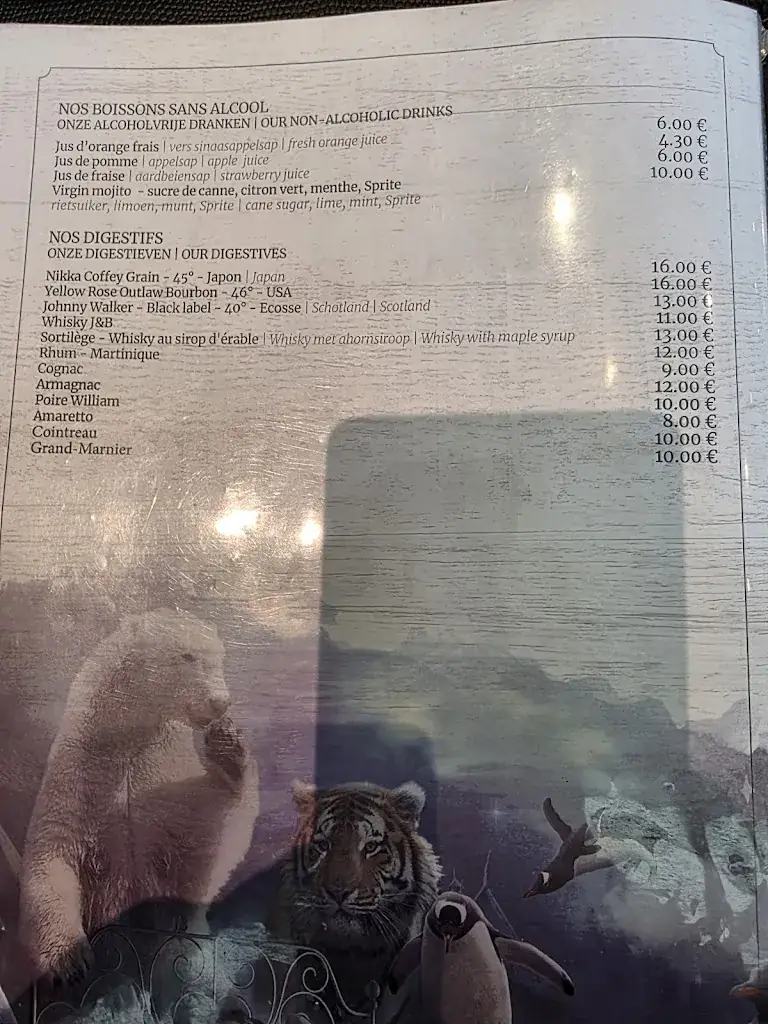 NOS BOISSONS SANS ALCOOL
ONZE ALCOHOLVRIJE DRANKEN | OUR NON-ALCOHOLIC DRINKS
Jus d'orange frais | vers sinaasappelsap | fresh orange juice 6.00 €
Jus de pomme | appelsap | apple juice 4.30 €
Jus de fraise | aardbeiensap | strawberry juice 6.00 €
Virgin mojito - sucre de canne, citron vert, menthe, Sprite 10.00 €
rietsuiker, limoen, munt, Sprite | cane sugar, lime, mint, Sprite
NOS DIGESTIFS
ONZE DIGESTIEVEN | OUR DIGESTIVES
Nikka Coffey Grain - 45° - Japon | Japan 16.00 €
Yellow Rose Outlaw Bourbon - 46° - USA 16.00 €
Johnny Walker - Black label - 40° - Ecosse | Schotland | Scotland 13.00 €
Whisky J&B 11.00 €
Sortilège - Whisky au sirop d'érable | Whisky met ahornsiroop | Whisky with maple syrup 13.00 €
Rhum - Martinique 12.00 €
Cognac 9.00 €
Armagnac 12.00 €
Poire William 10.00 €
Amaretto 8.00 €
Cointreau 10.00 €
Grand-Marnier 10.00 €